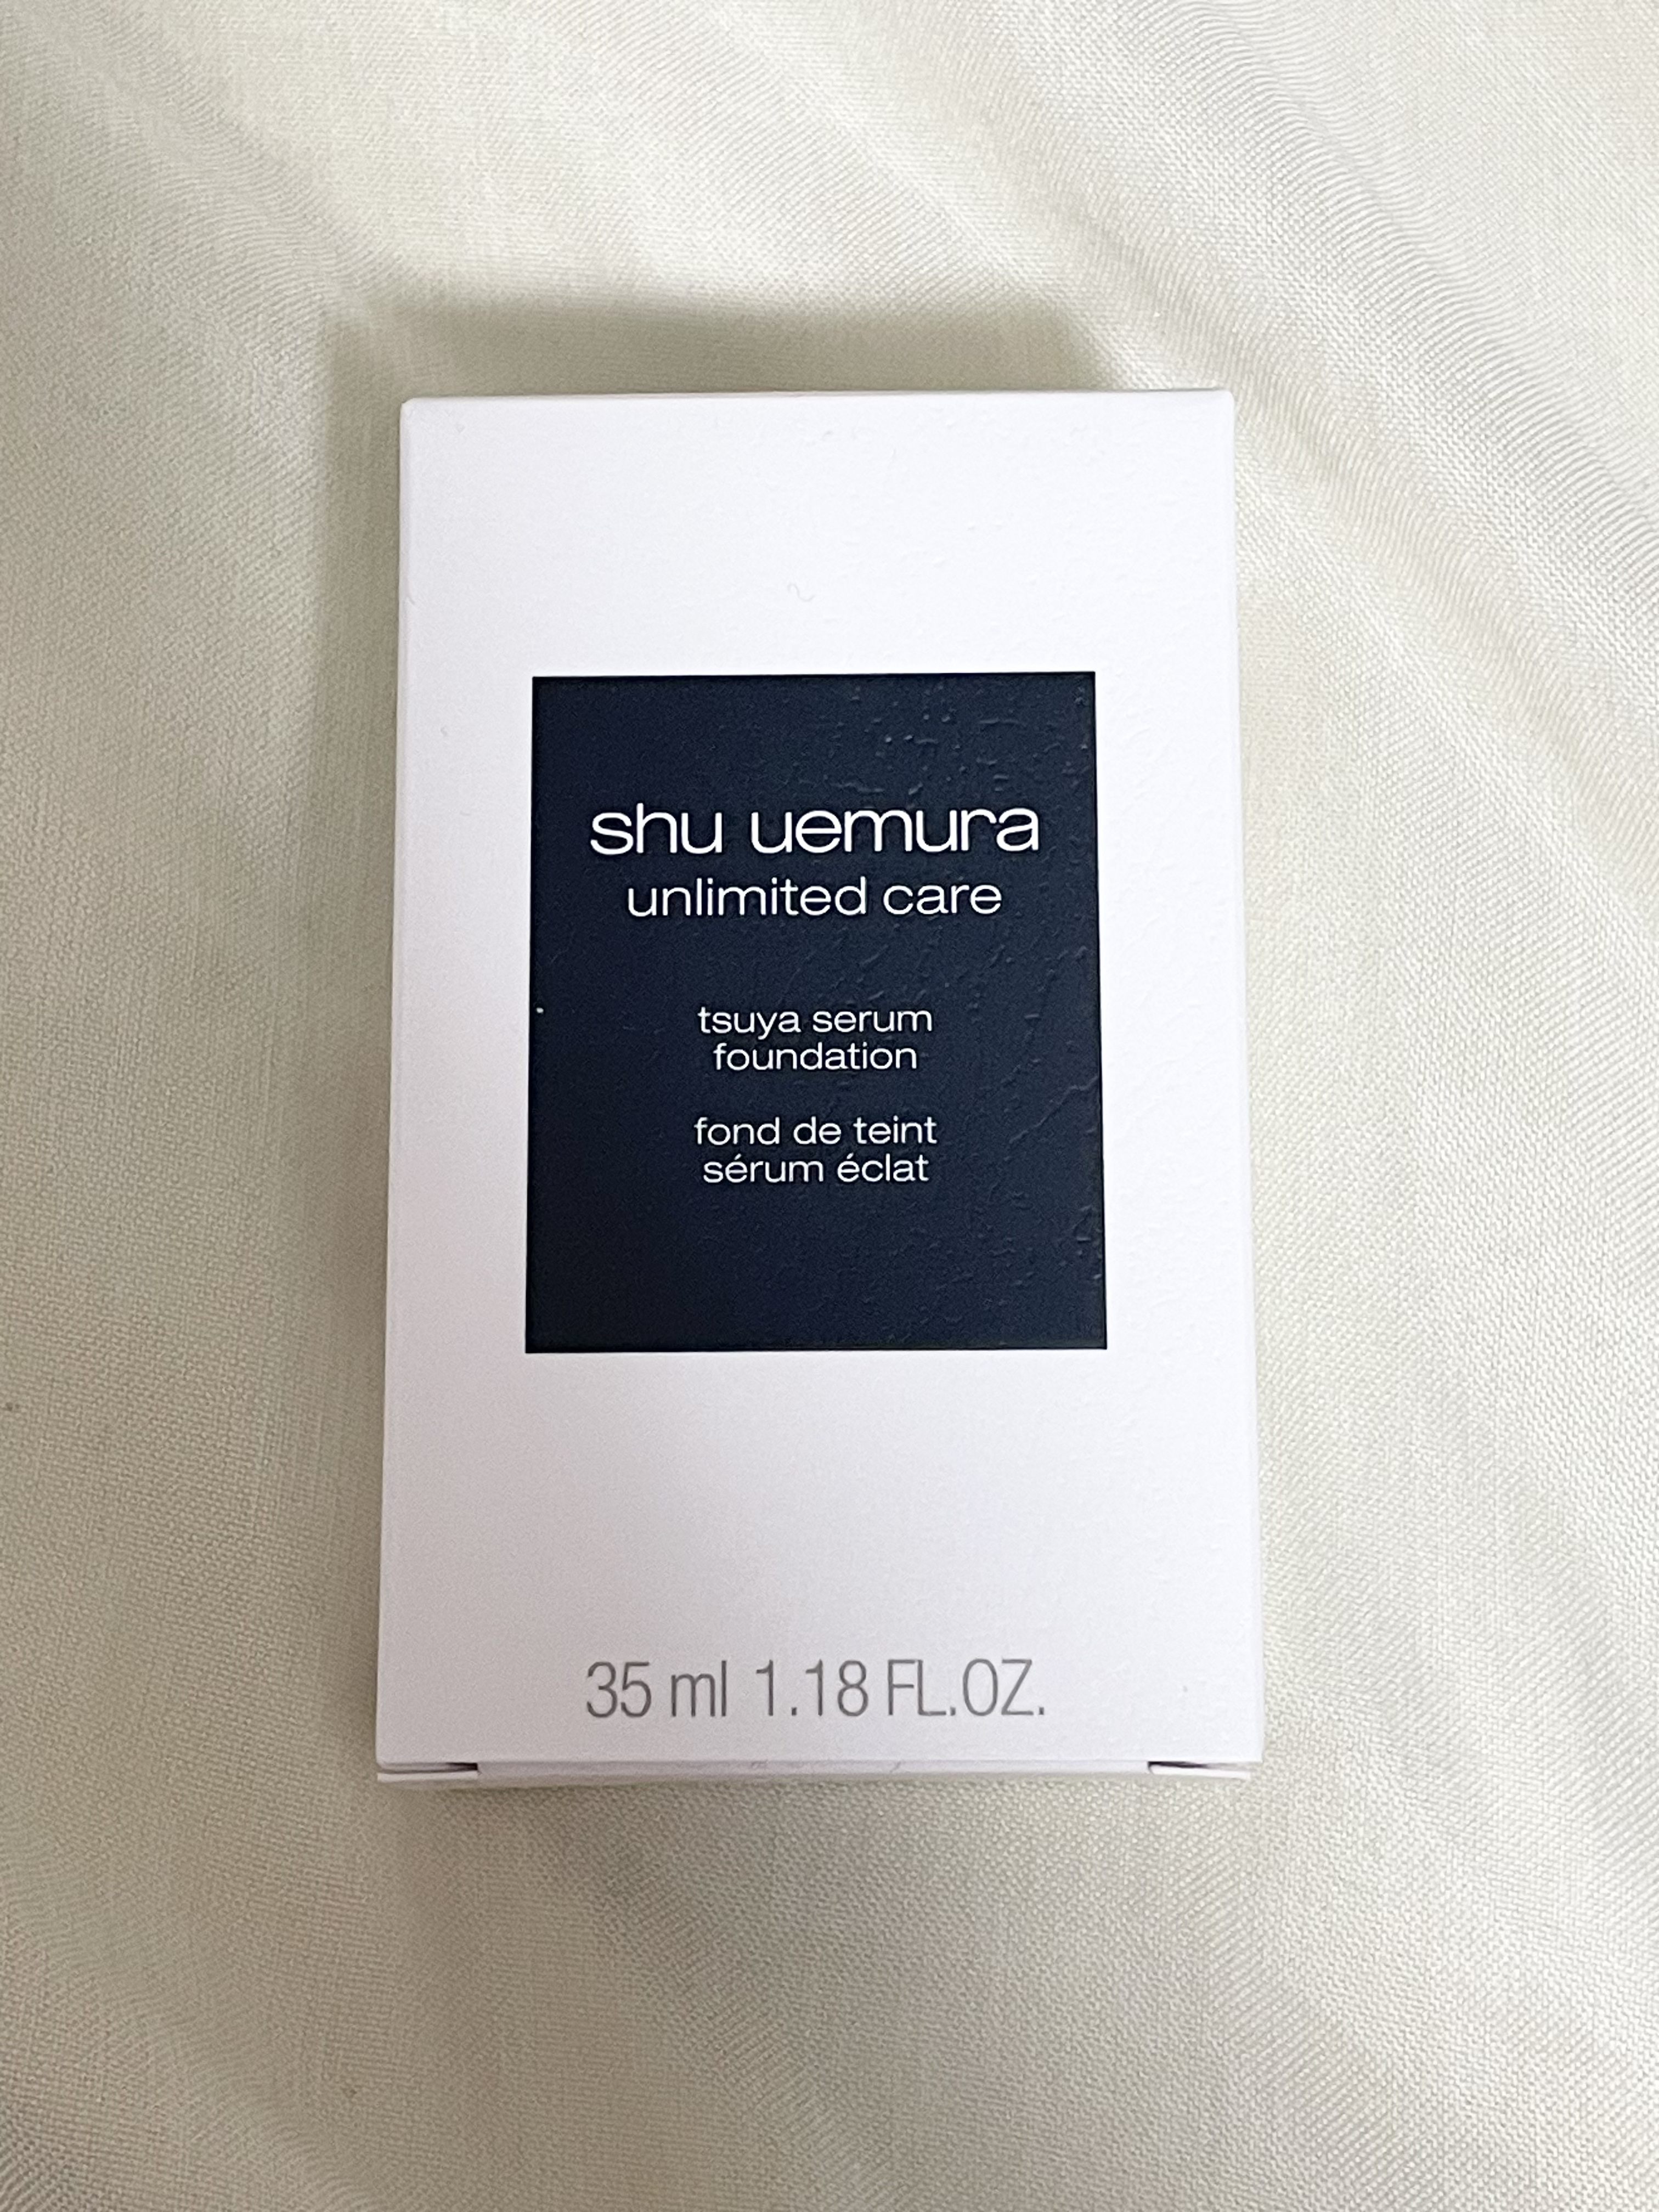 shu uemura
unlimited care
tsuya serum
foundation
fond de teint
sérum éclat
35 ml 1.18 FL.OZ.